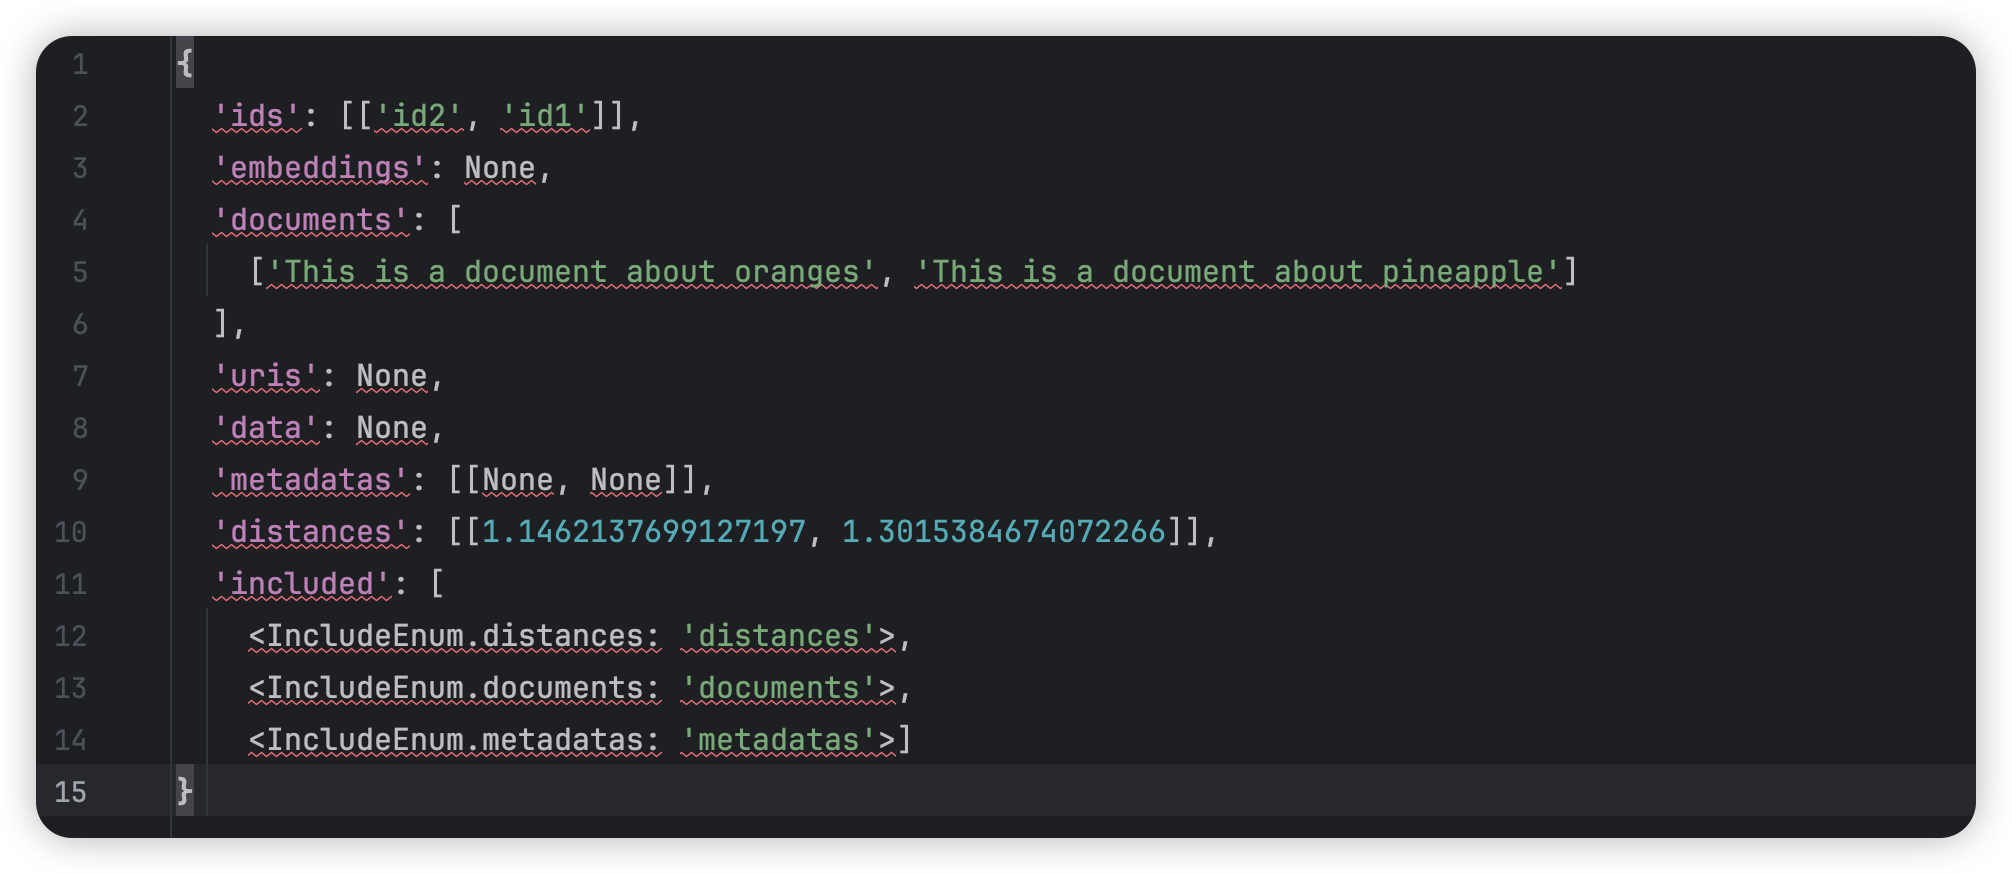 1 {
2 'ids': [['id2', 'id1']],
3 'embeddings': None,
4 'documents': [
5 ['This is a document about oranges', 'This is a document about pineapple']
6 ],
7 'uris': None,
8 'data': None,
9 'metadatas': [[None, None]],
10 'distances': [[1.1462137699127197, 1.3015384674072266]],
11 'included': [
12 <IncludeEnum.distances: 'distances'>,
13 <IncludeEnum.documents: 'documents'>,
14 <IncludeEnum.metadatas: 'metadatas'>]
15 }